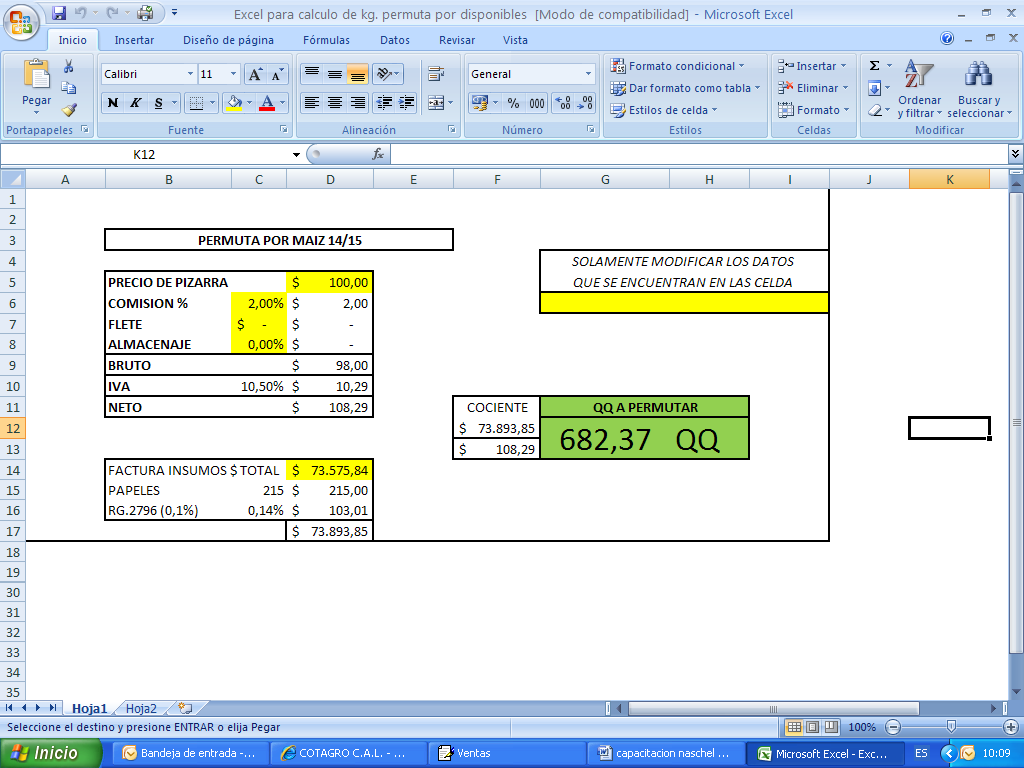 Excel para calculo de kg. permuta por disponibles [Modo de compatibilidad] - Microsoft Excel
Inicio Insertar Diseño de página Fórmulas Datos Revisar Vista
Pegar
Portapapeles
Calibri 11 A A
N K S A
Fuente
Alineación
General
% 000 ,00 ,00
Número
Formato condicional
Dar formato como tabla
Estilos de celda
Estilos
Insertar
Eliminar
Formato
Celdas
Σ
Ordenar y filtrar
Buscar y seleccionar
Modificar
K12 fx
A B C D E F G H I J K
1
2
3 PERMUTA POR MAIZ 14/15
4 SOLAMENTE MODIFICAR LOS DATOS
5 PRECIO DE PIZARRA $ 100,00 QUE SE ENCUENTRAN EN LAS CELDA
6 COMISION % 2,00% $ 2,00
7 FLETE $ - $ -
8 ALMACENAJE 0,00% $ -
9 BRUTO $ 98,00
10 IVA 10,50% $ 10,29
11 NETO $ 108,29 COCIENTE QQ A PERMUTAR
12 $ 73.893,85 682,37 QQ
13 $ 108,29
14 FACTURA INSUMOS $ TOTAL $ 73.575,84
15 PAPELES 215 $ 215,00
16 RG.2796 (0,1%) 0,14% $ 103,01
17 $ 73.893,85
18
19
30
31
32
33
34
35
Hoja1 Hoja2
Seleccione el destino y presione ENTRAR o elija Pegar 100%
Inicio Bandeja de entrada -... COTAGRO C.A.L. - ... Ventas capacitacion naschel ... Microsoft Excel - Exc... ES 10:09